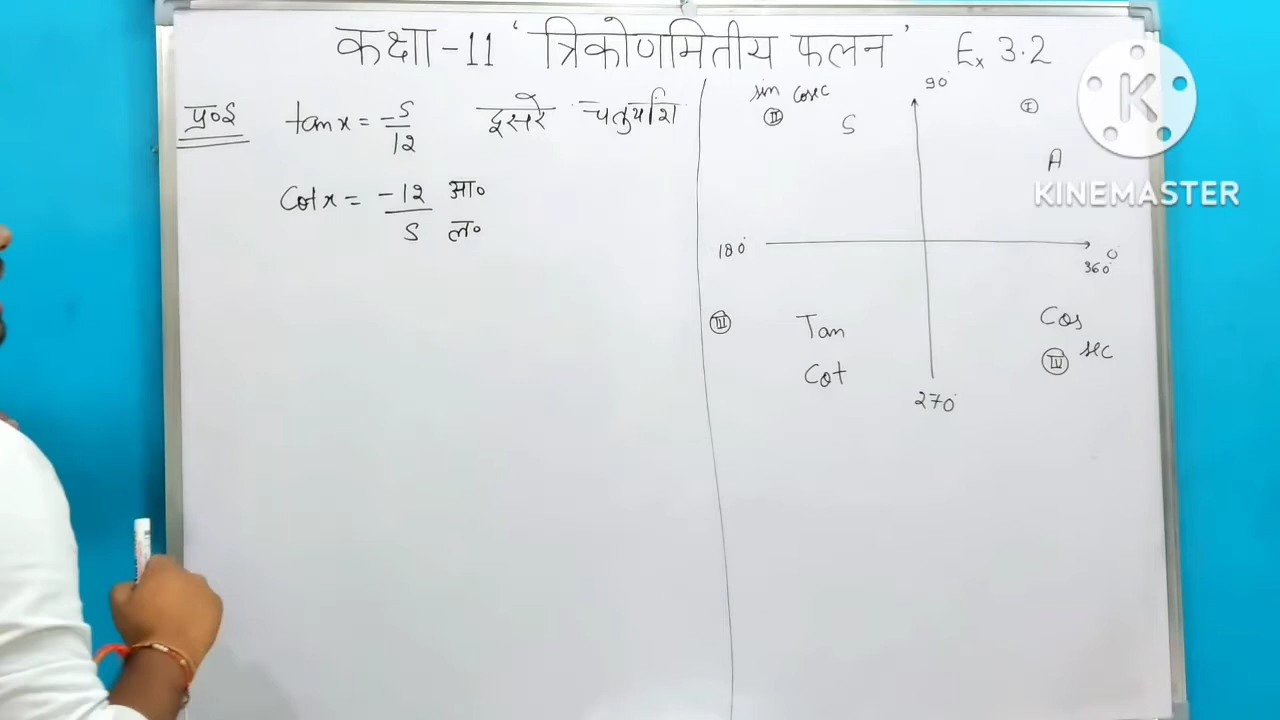 कक्षा -11 'त्रिकोणमितीय फलन' Ex 3.2
प्र०5 tan x = -5/12 दूसरे चतुर्थांश
Cot x = -12/5 आ० ल०
sin Cosec
II
S
90°
I
A
180°
0
360°
III
Tan
Cot
Cos
sec
IV
270°
K
KINEMASTER